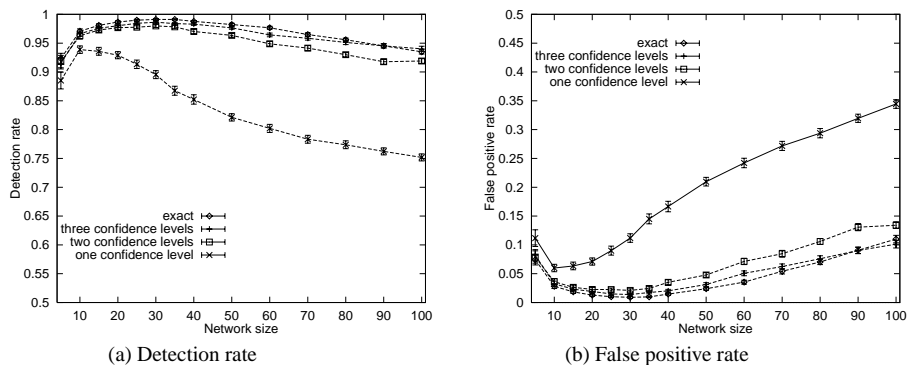 1
0.95
0.9
0.85
0.8
0.75
0.7
0.65
0.6
0.55
0.5
Detection rate
exact
three confidence levels
two confidence levels
one confidence level
10 20 30 40 50 60 70 80 90 100
Network size
(a) Detection rate
0.5
0.45
0.4
0.35
0.3
0.25
0.2
0.15
0.1
0.05
0
False positive rate
exact
three confidence levels
two confidence levels
one confidence level
10 20 30 40 50 60 70 80 90 100
Network size
(b) False positive rate